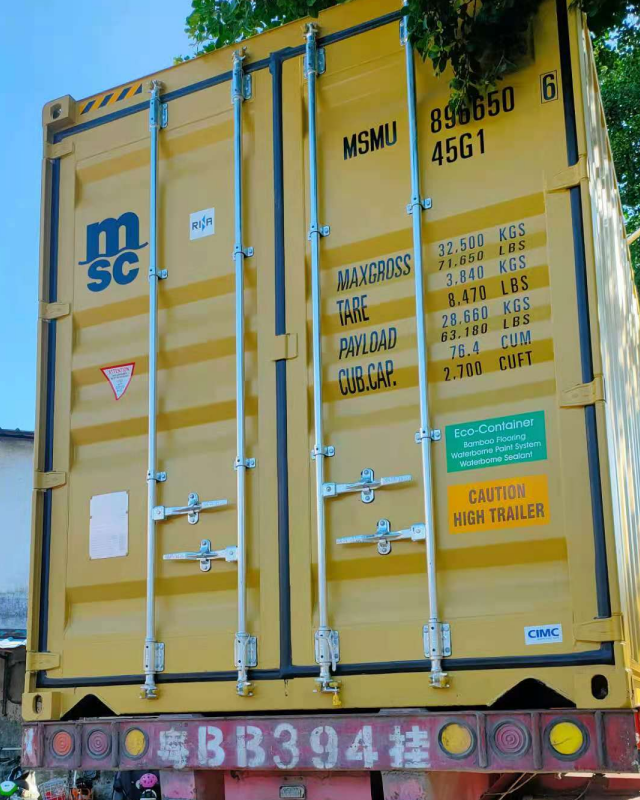 MSMU 896650 6
45G1
msc
RINA
MAXGROSS 32.500 KGS
71.650 LBS
TARE 3.840 KGS
8.470 LBS
PAYLOAD 28.660 KGS
63.180 LBS
CUB.CAP. 76.4 CUM
2.700 CUFT
Eco-Container
Bamboo Flooring
Waterborne Paint System
Waterborne Sealant
CAUTION
HIGH TRAILER
CIMC
粤BB394挂